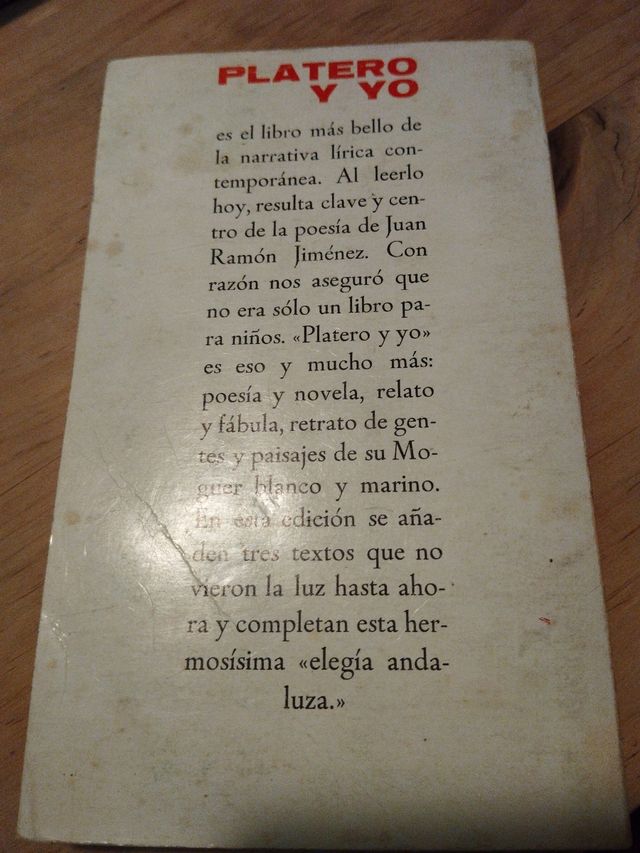 PLATERO
Y YO
es el libro más bello de
la narrativa lírica con-
temporánea. Al leerlo
hoy, resulta clave y cen-
tro de la poesía de Juan
Ramón Jiménez. Con
razón nos aseguró que
no era sólo un libro pa-
ra niños. «Platero y yo»
es eso y mucho más:
poesía y novela, relato
y fábula, retrato de gen-
tes y paisajes de su Mo-
guer blanco y marino.
En esta edición se aña-
den tres textos que no
vieron la luz hasta aho-
ra y completan esta her-
mosísima «elegía anda-
luza.»